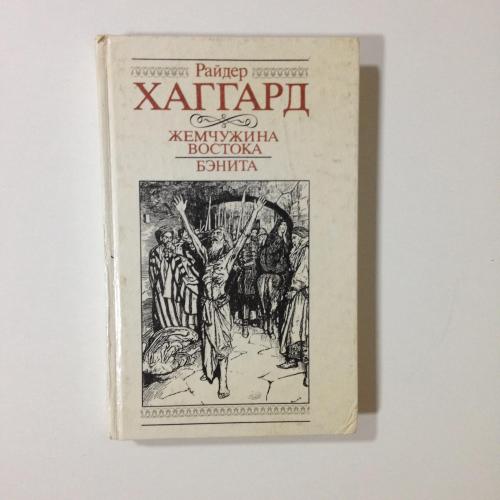 Райдер
ХАГГАРД
ЖЕМЧУЖИНА
ВОСТОКА
БЭНИТА